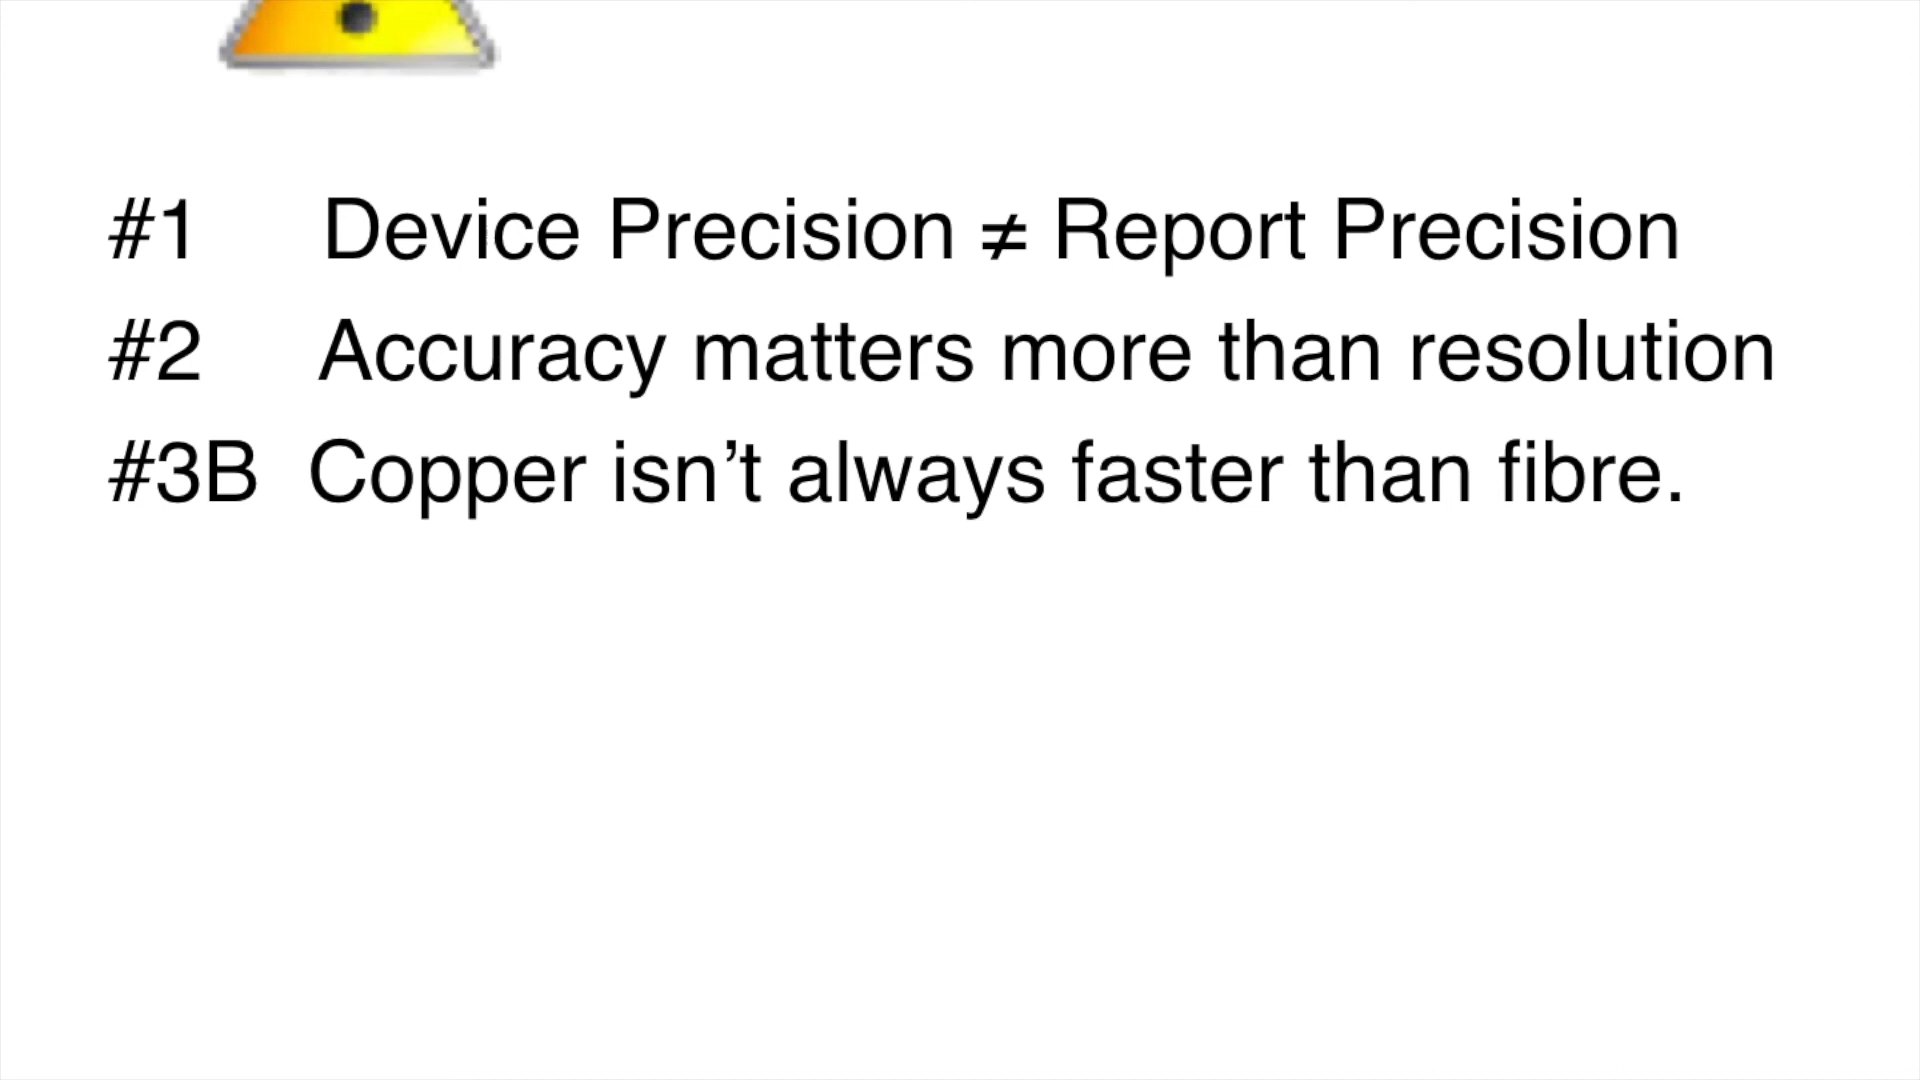 #1 Device Precision ≠ Report Precision
#2 Accuracy matters more than resolution
#3B Copper isn’t always faster than fibre.